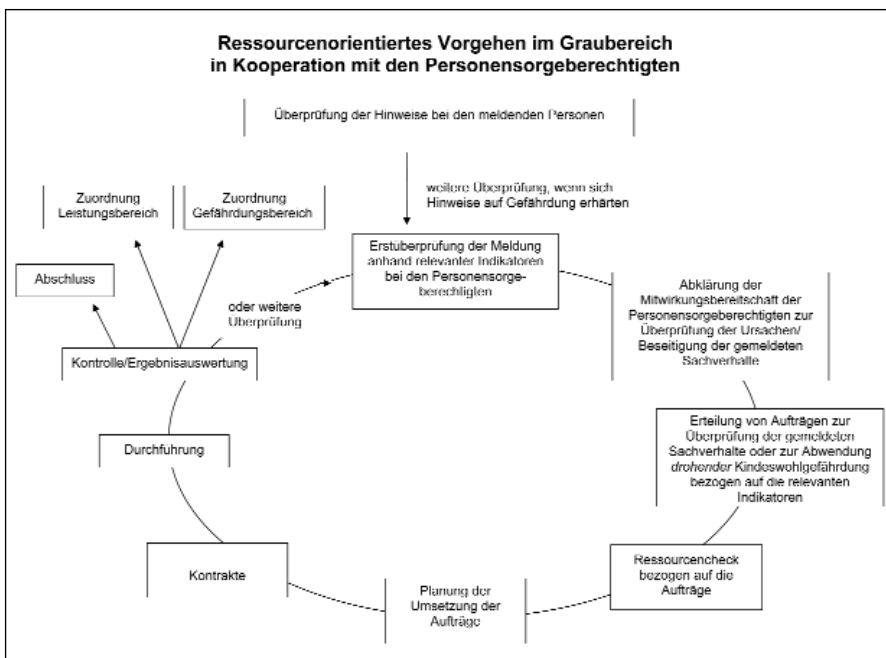 Ressourcenorientiertes Vorgehen im Graubereich
in Kooperation mit den Personensorgeberechtigten
Überprüfung der Hinweise bei den meldenden Personen
weitere Überprüfung, wenn sich
Hinweise auf Gefährdung erhärten
Zuordnung
Leistungsbereich
Zuordnung
Gefährdungsbereich
Erstüberprüfung der Meldung
anhand relevanter Indikatoren
bei den Personensorge-
berechtigten
Abschluss
oder weitere
Überprüfung
Abklärung der
Mitwirkungsbereitschaft der
Personensorgeberechtigten zur
Überprüfung der Ursachen/
Beseitigung der gemeldeten
Sachverhalte
Kontrolle/Ergebnisauswertung
Erteilung von Aufträgen zur
Überprüfung der gemeldeten
Sachverhalte oder zur Abwendung
drohender Kindeswohlgefährdung
bezogen auf die relevanten
Indikatoren
Durchführung
Ressourcencheck
bezogen auf die
Aufträge
Kontrakte
Planung der
Umsetzung der
Aufträge